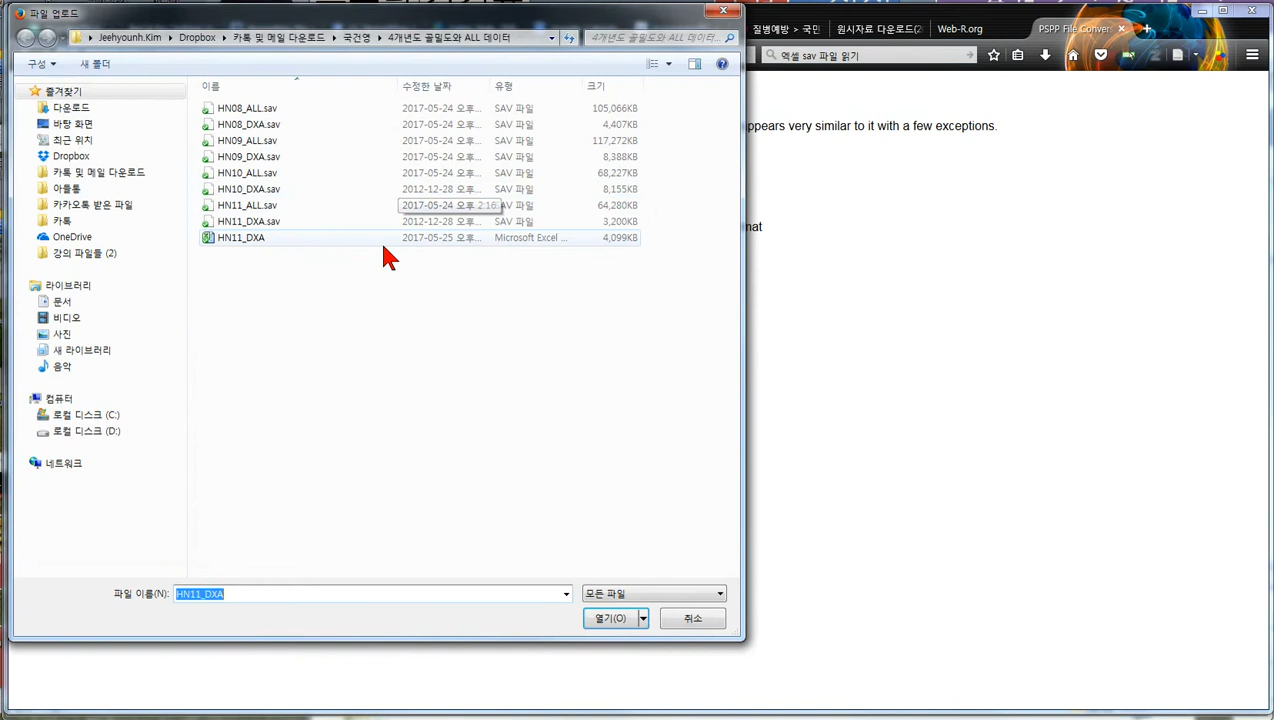 파일 업로드
질병예방 > 국민
원시자료 다운로드(2
Web-R.org
PSPP File Convers
Jeehyounh.Kim
Dropbox
카톡 및 메일 다운로드
국건영
4개년도 골밀도와 ALL 데이터
4개년도 골밀도와 ALL 데이터...
엑셀 sav 파일 읽기
구성
새 폴더
이름
수정한 날짜
유형
크기
즐겨찾기
다운로드
바탕 화면
최근 위치
Dropbox
카톡 및 메일 다운로드
아들통
카카오톡 받은 파일
카톡
OneDrive
강의 파일들 (2)
라이브러리
문서
비디오
사진
새 라이브러리
음악
컴퓨터
로컬 디스크 (C:)
로컬 디스크 (D:)
네트워크
HN08_ALL.sav 2017-05-24 오후... SAV 파일 105,066KB
HN08_DXA.sav 2017-05-24 오후... SAV 파일 4,407KB
HN09_ALL.sav 2017-05-24 오후... SAV 파일 117,272KB
HN09_DXA.sav 2017-05-24 오후... SAV 파일 8,388KB
HN10_ALL.sav 2017-05-24 오후... SAV 파일 68,227KB
HN10_DXA.sav 2012-12-28 오후... SAV 파일 8,155KB
HN11_ALL.sav 2017-05-24 오후 2:16 AV 파일 64,280KB
HN11_DXA.sav 2012-12-28 오후... SAV 파일 3,200KB
HN11_DXA 2017-05-25 오후... Microsoft Excel ... 4,099KB
ppears very similar to it with a few exceptions.
mat
파일 이름(N):
HN11_DXA
모든 파일
열기(O)
취소